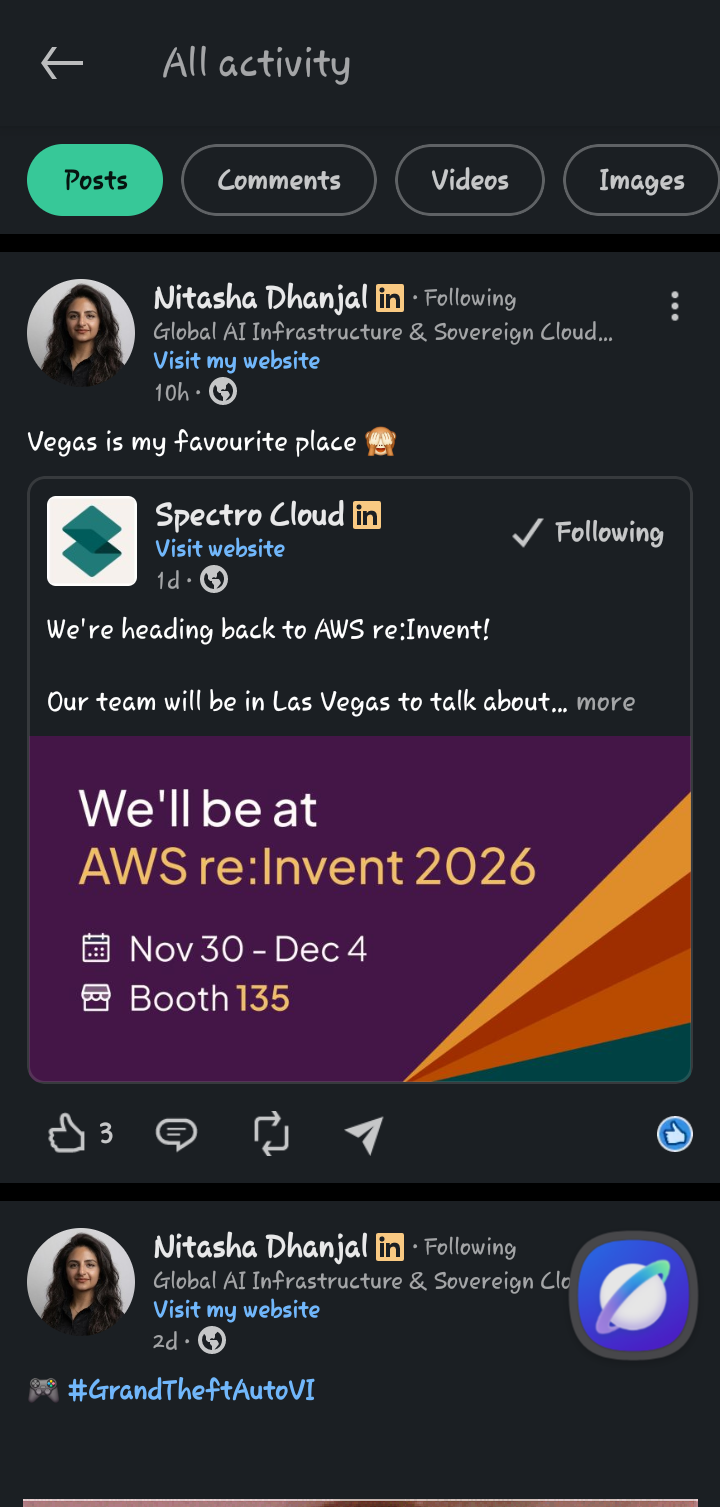 All activity
Posts
Comments
Videos
Images
Nitasha Dhanjal in · Following
Global AI Infrastructure & Sovereign Cloud...
Visit my website
10h ·
Vegas is my favourite place 🙈
Spectro Cloud in
Following
Visit website
1d ·
We're heading back to AWS re:Invent!
Our team will be in Las Vegas to talk about... more
We'll be at
AWS re:Invent 2026
Nov 30 - Dec 4
Booth 135
3
Nitasha Dhanjal in · Following
Global AI Infrastructure & Sovereign Clo
Visit my website
2d ·
🎮 #GrandTheftAutoVI